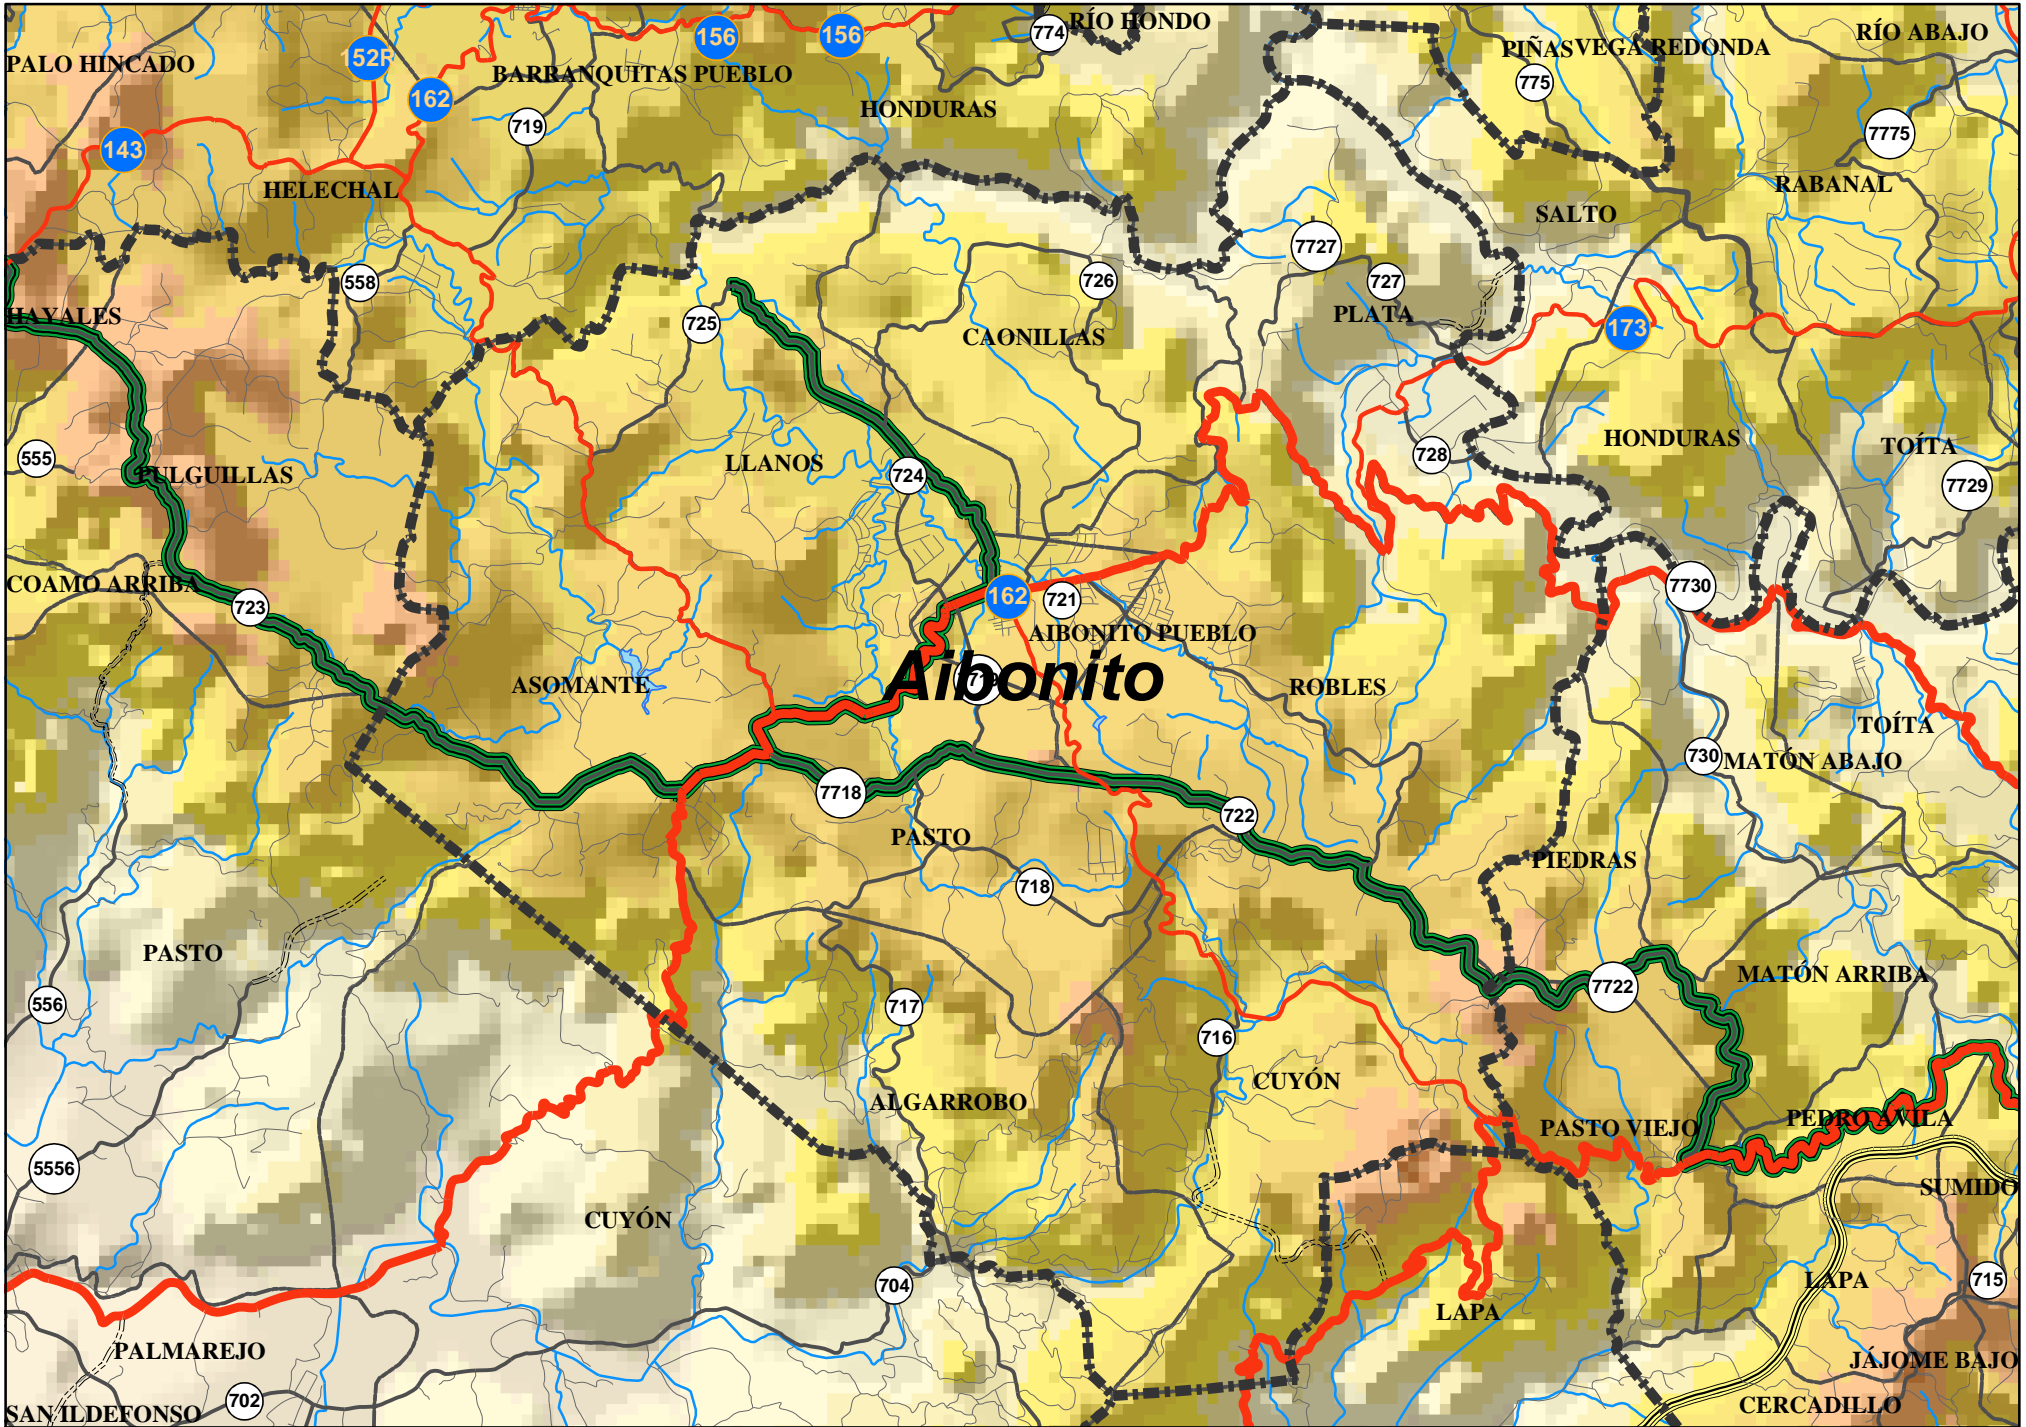 RÍO HONDO
774
156
156
RÍO ABAJO
152R
PIÑAS
VEGA REDONDA
PALO HINCADO
BARRANQUITAS PUEBLO
775
162
HONDURAS
719
7775
143
HELECHAL
RABANAL
SALTO
7727
558
726
727
HAYALES
725
CAONILLAS
PLATA
173
HONDURAS
TOÍTA
555
LLANOS
728
PULGUILLAS
724
7729
COAMO ARRIBA
723
162
721
7730
AIBONITO PUEBLO
Aibonito
ASOMANTE
ROBLES
TOÍTA
730
MATÓN ABAJO
7718
722
PASTO
PIEDRAS
718
PASTO
MATÓN ARRIBA
7722
556
717
716
CUYÓN
ALGARROBO
PASTO VIEJO
PEDRO AVILA
5556
SUMIDO
CUYÓN
704
LAPA
715
LAPA
PALMAREJO
JÁJOME BAJO
702
SAN ILDEFONSO
CERCADILLO